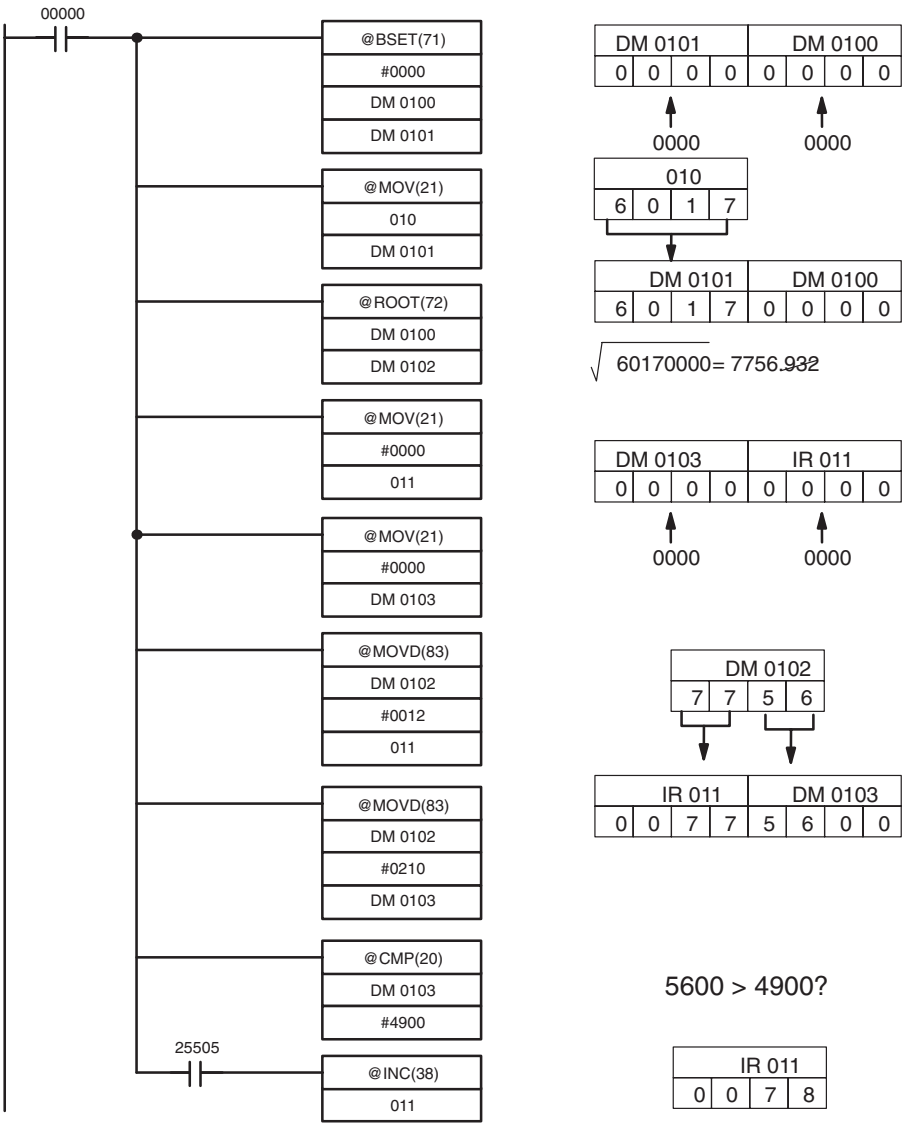 00000
@BSET(71)
#0000
DM 0100
DM 0101
DM 0101 DM 0100
0 0 0 0 0 0 0 0
0000 0000
@MOV(21)
010
DM 0101
010
6 0 1 7
DM 0101 DM 0100
6 0 1 7 0 0 0 0
@ROOT(72)
DM 0100
DM 0102
√60170000= 7756.932
@MOV(21)
#0000
011
DM 0103 IR 011
0 0 0 0 0 0 0 0
0000 0000
@MOV(21)
#0000
DM 0103
@MOVD(83)
DM 0102
#0012
011
DM 0102
7 7 5 6
IR 011 DM 0103
0 0 7 7 5 6 0 0
@MOVD(83)
DM 0102
#0210
DM 0103
@CMP(20)
DM 0103
#4900
5600 > 4900?
25505
@INC(38)
011
IR 011
0 0 7 8